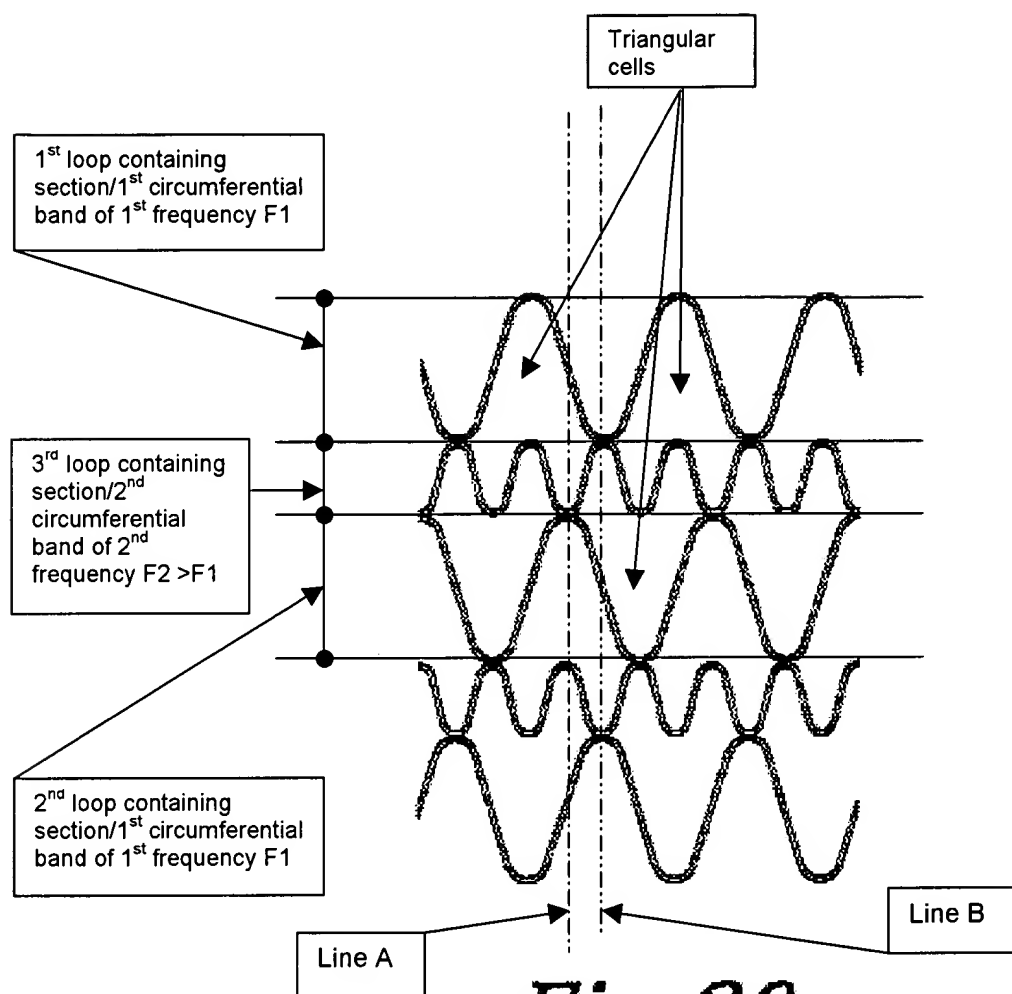 Triangular
cells
1st loop containing
section/1st circumferential
band of 1st frequency F1
3rd loop containing
section/2nd
circumferential
band of 2nd
frequency F2 >F1
2nd loop containing
section/1st circumferential
band of 1st frequency F1
Line A
Line B